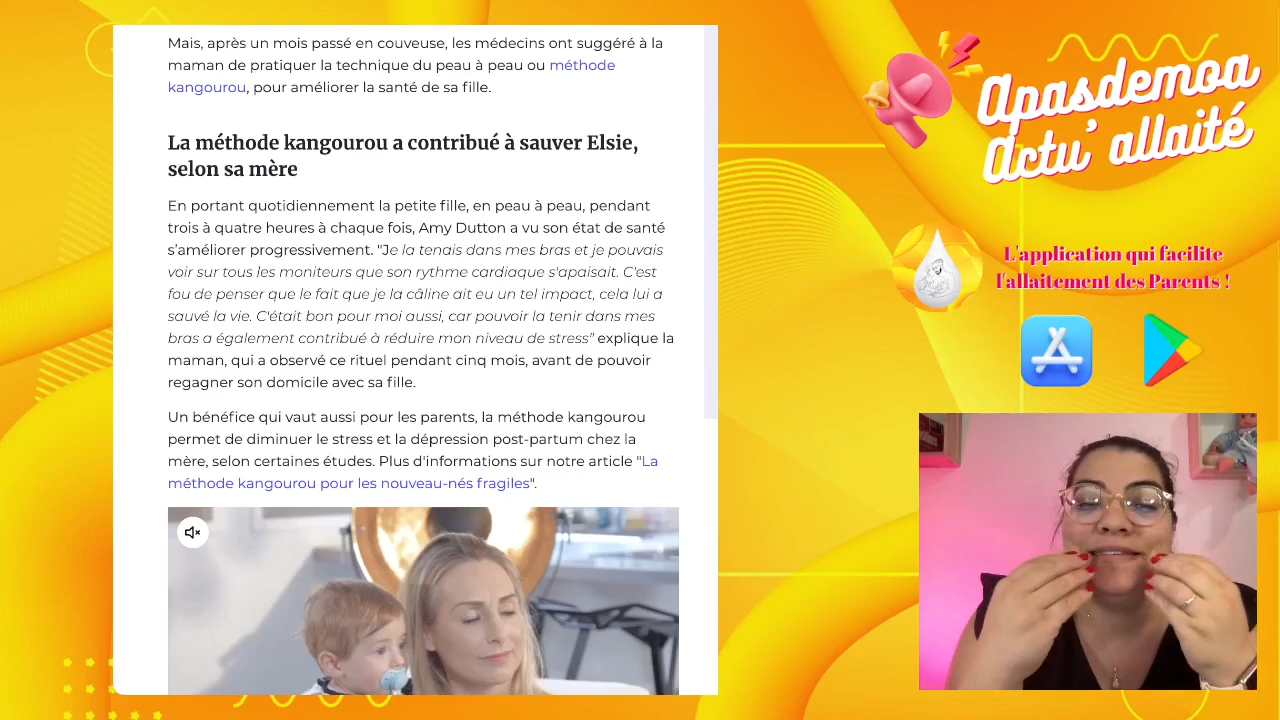 Mais, après un mois passé en couveuse, les médecins ont suggéré à la
maman de pratiquer la technique du peau à peau ou méthode
kangourou, pour améliorer la santé de sa fille.
La méthode kangourou a contribué à sauver Elsie,
selon sa mère
En portant quotidiennement la petite fille, en peau à peau, pendant
trois à quatre heures à chaque fois, Amy Dutton a vu son état de santé
s'améliorer progressivement. "Je la tenais dans mes bras et je pouvais
voir sur tous les moniteurs que son rythme cardiaque s'apaisait. C'est
fou de penser que le fait que je la câline ait eu un tel impact, cela lui a
sauvé la vie. C'était bon pour moi aussi, car pouvoir la tenir dans mes
bras a également contribué à réduire mon niveau de stress" explique la
maman, qui a observé ce rituel pendant cinq mois, avant de pouvoir
regagner son domicile avec sa fille.
Un bénéfice qui vaut aussi pour les parents, la méthode kangourou
permet de diminuer le stress et la dépression post-partum chez la
mère, selon certaines études. Plus d'informations sur notre article "La
méthode kangourou pour les nouveau-nés fragiles".
Apasdemoa
Actu' allaité
L'application qui facilite
l'allaitement des Parents !